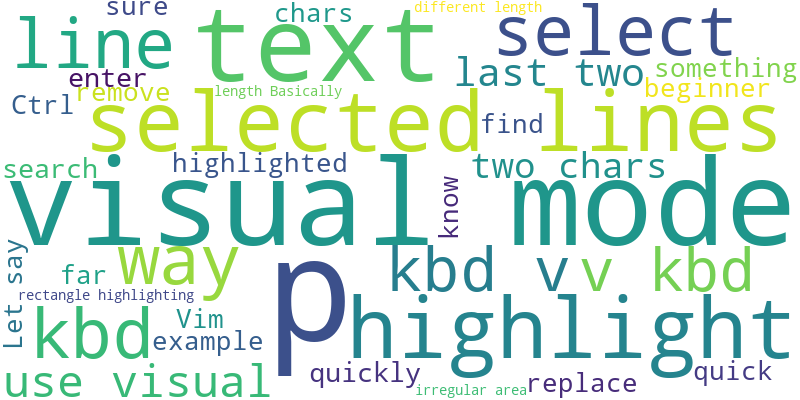 sure
chars
different length
line
text
select
enter
last two
something
Ctrl
remove
length Basically
beginner
selected
lines
find
search
highlighted
two chars
visual
mode
know
Let say
way
p
kbd
v
v kbd
far
rectangle highlighting
highlight
kbd
Vim
example
use visual
quickly
irregular area
replace
quick